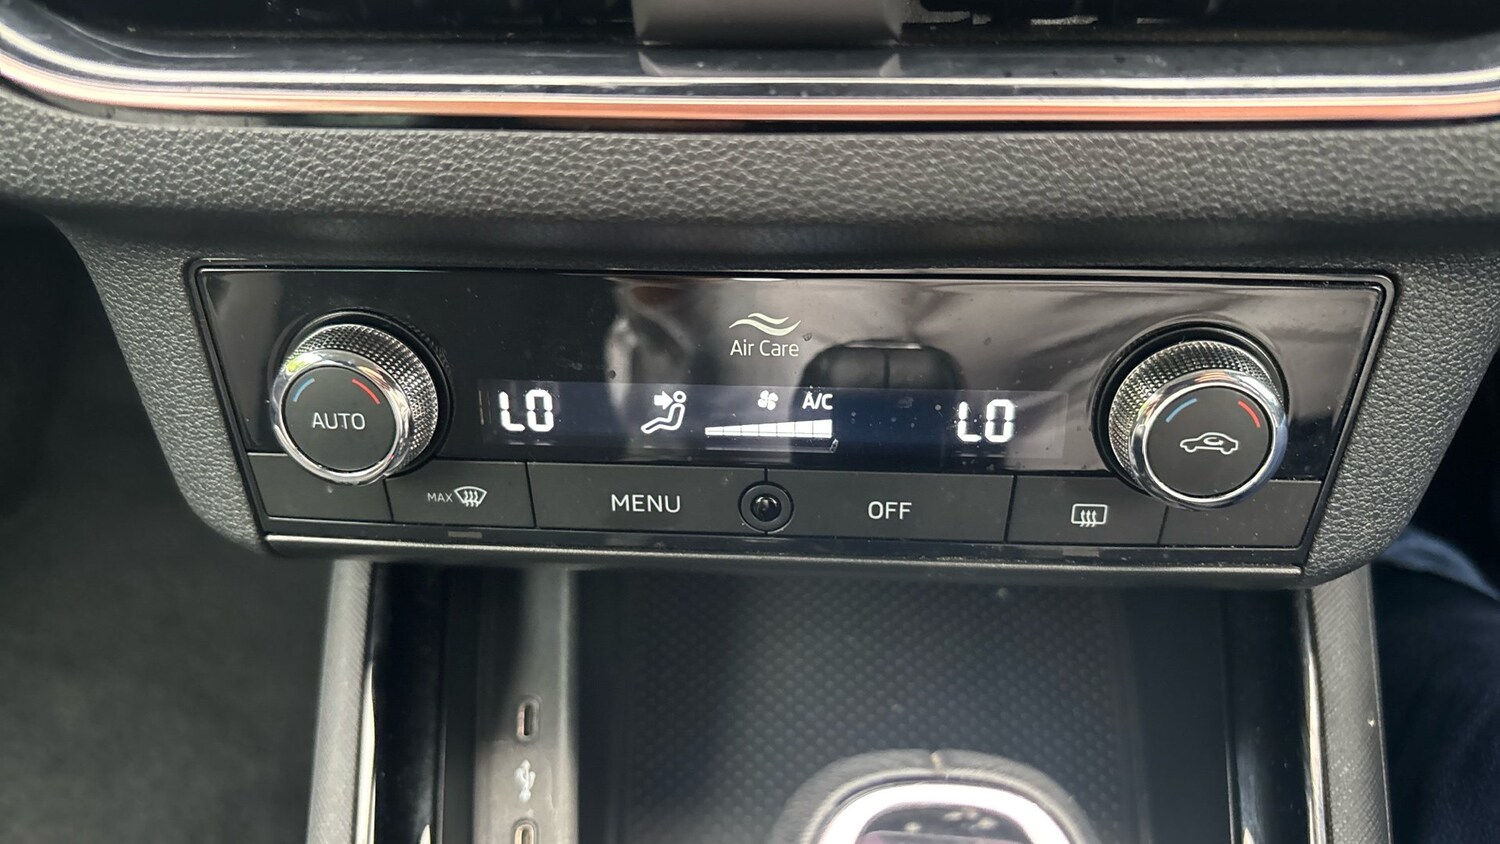 Air Care
LO A/C LO
AUTO
MAX MENU OFF